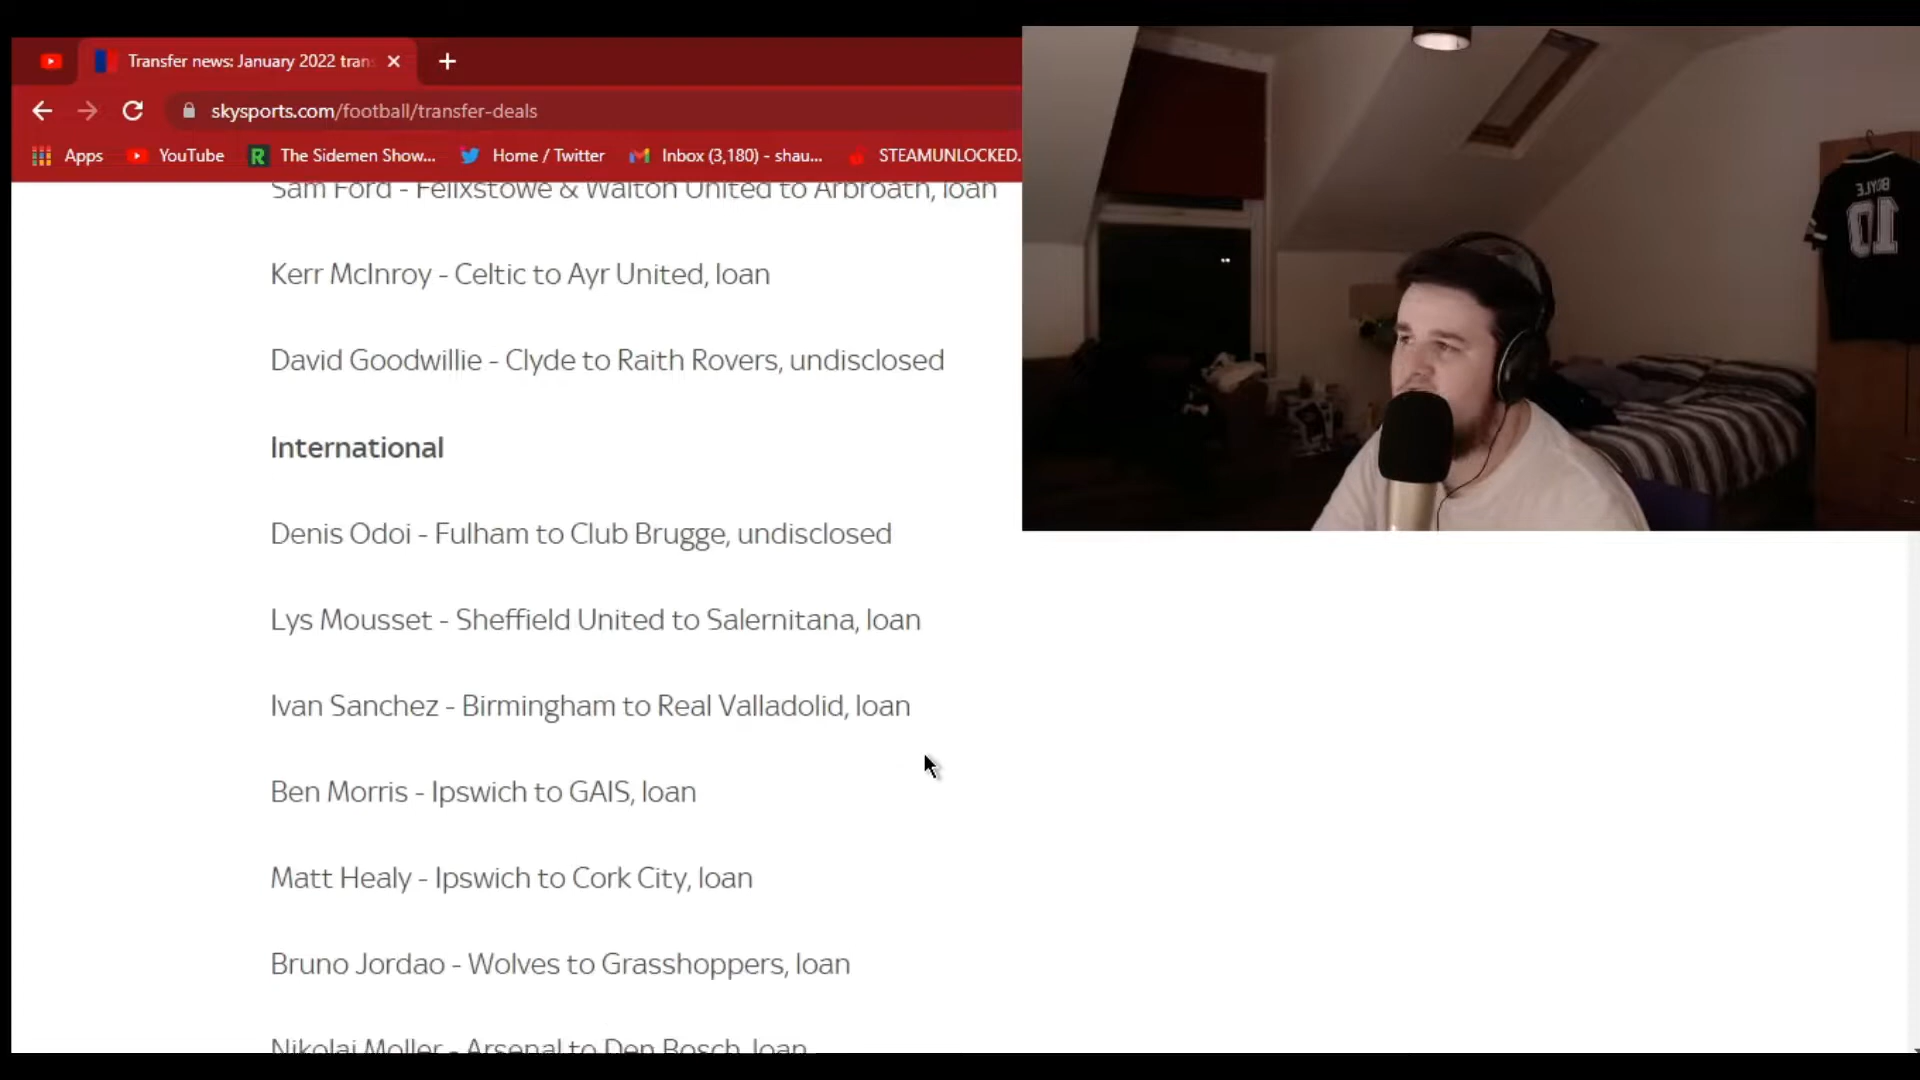 Transfer news: January 2022 tran
skysports.com/football/transfer-deals
Apps
YouTube
The Sidemen Show...
Home / Twitter
Inbox (3,180) - shau...
STEAMUNLOCKED.
Sam Ford - Felixstowe & Walton United to Arbroath, loan
Kerr McInroy - Celtic to Ayr United, loan
David Goodwillie - Clyde to Raith Rovers, undisclosed
International
Denis Odoi - Fulham to Club Brugge, undisclosed
Lys Mousset - Sheffield United to Salernitana, loan
Ivan Sanchez - Birmingham to Real Valladolid, loan
Ben Morris - Ipswich to GAIS, loan
Matt Healy - Ipswich to Cork City, loan
Bruno Jordao - Wolves to Grasshoppers, loan
Nikolai Moller - Arsenal to Den Bosch, loan
BOYLE
10